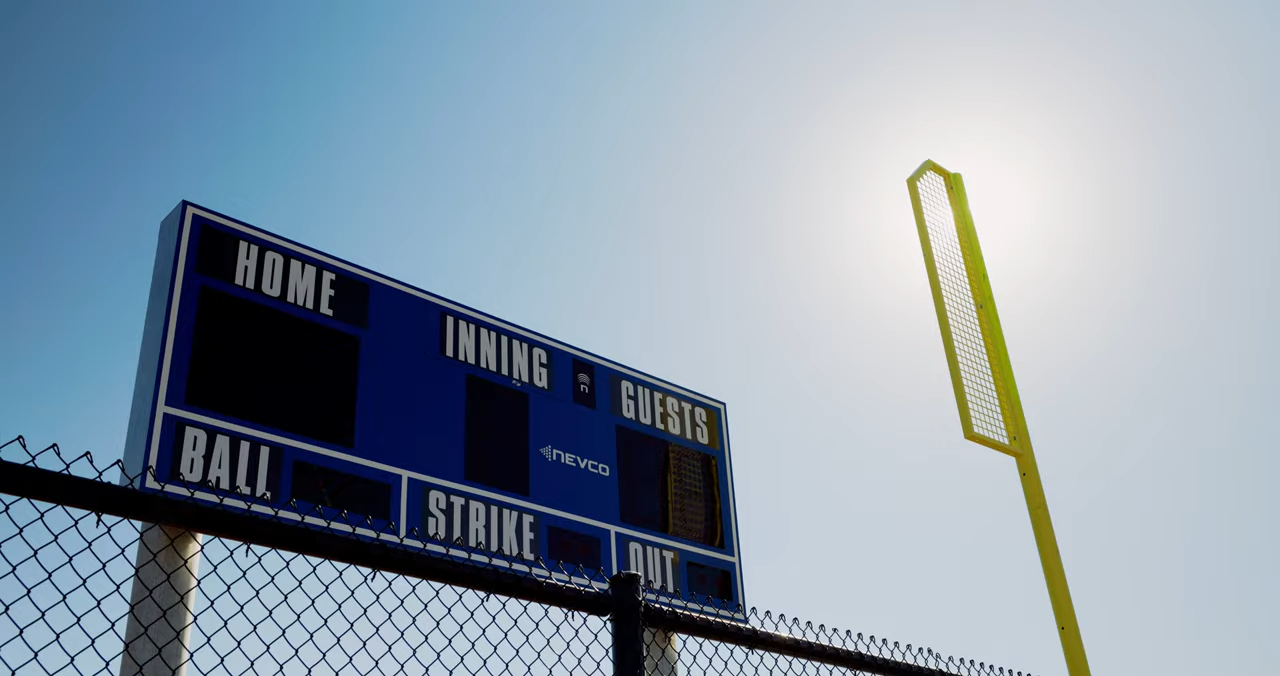 HOME
INNING
GUESTS
NEVCO
BALL
STRIKE
OUT